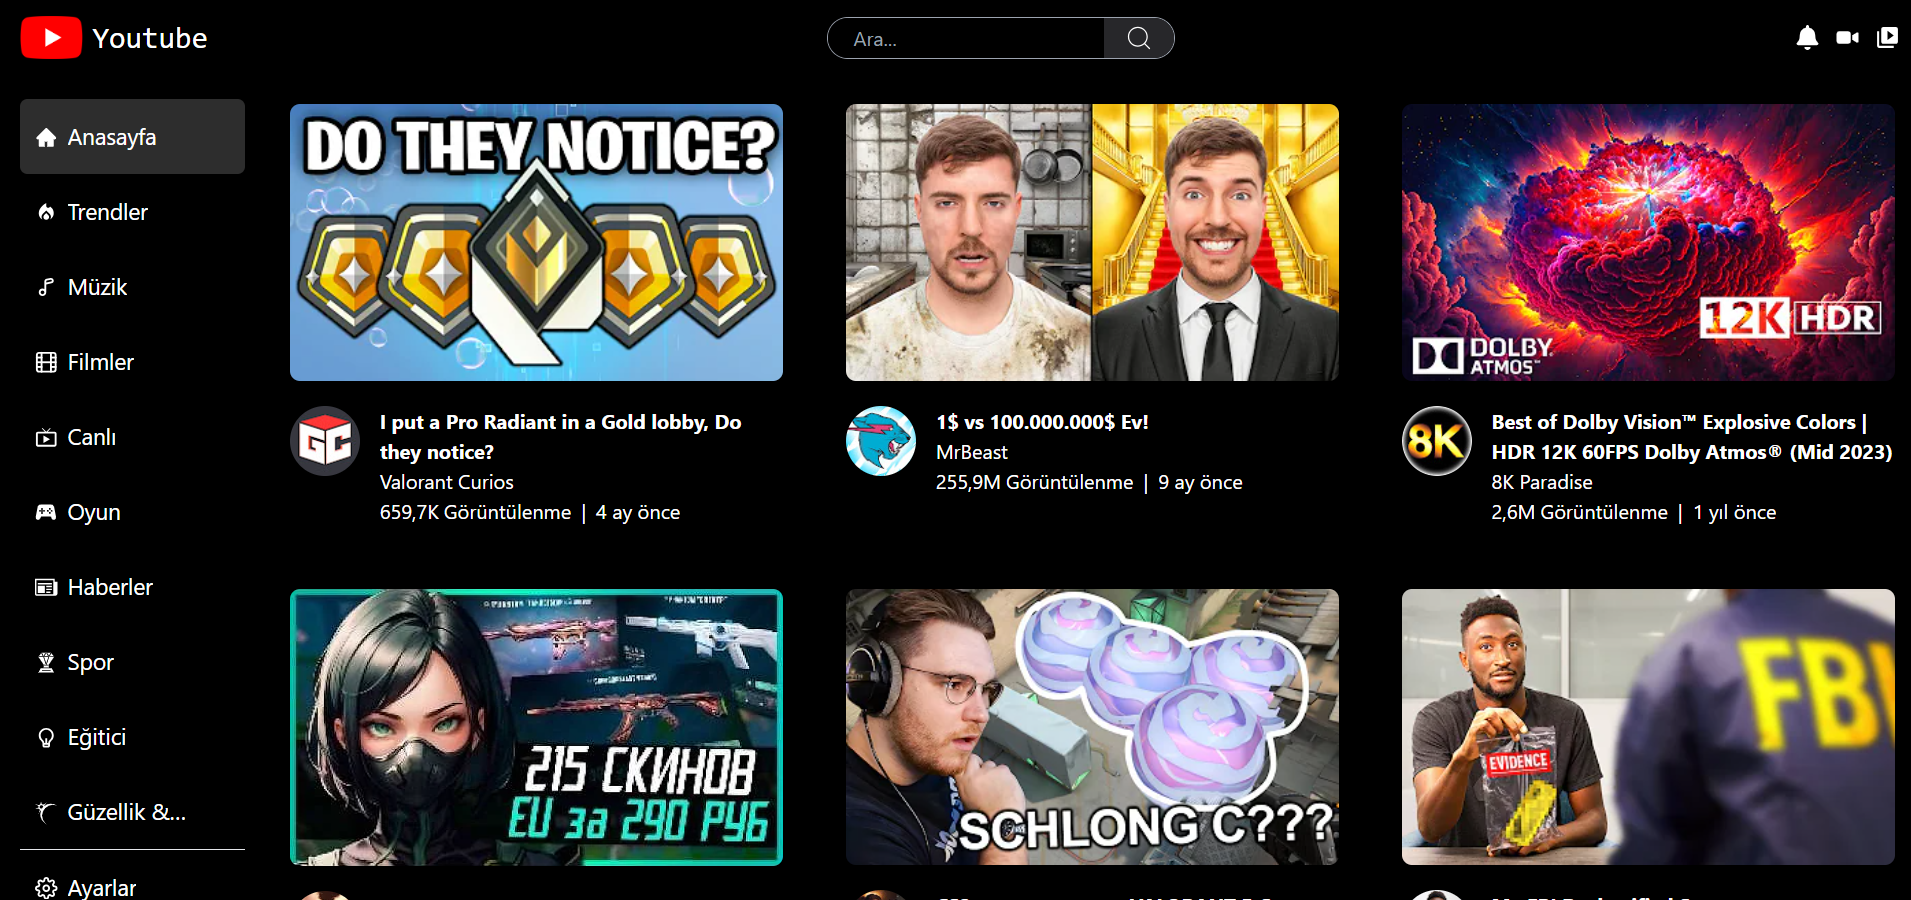 Youtube
Ara...
Anasayfa
Trendler
Müzik
Filmler
Canlı
Oyun
Haberler
Spor
Eğitici
Güzellik &...
Ayarlar
DO THEY NOTICE?
12K HDR
DOLBY
ATMOS™
GC
I put a Pro Radiant in a Gold lobby, Do
they notice?
Valorant Curios
659,7K Görüntülenme | 4 ay önce
1$ vs 100.000.000$ Ev!
MrBeast
255,9M Görüntülenme | 9 ay önce
8K
Best of Dolby Vision™ Explosive Colors |
HDR 12K 60FPS Dolby Atmos® (Mid 2023)
8K Paradise
2,6M Görüntülenme | 1 yıl önce
215 СКИНОВ
EU за 290 РУБ
SCHLONG C???
EVIDENCE
FBI